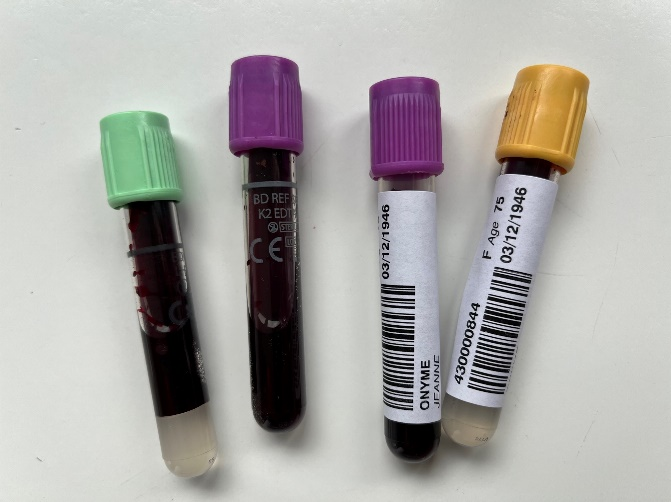 BD REF
K2 EDT
CE
03/12/1946
ONYME
JEANNE
F Age 75
03/12/1946
430000844